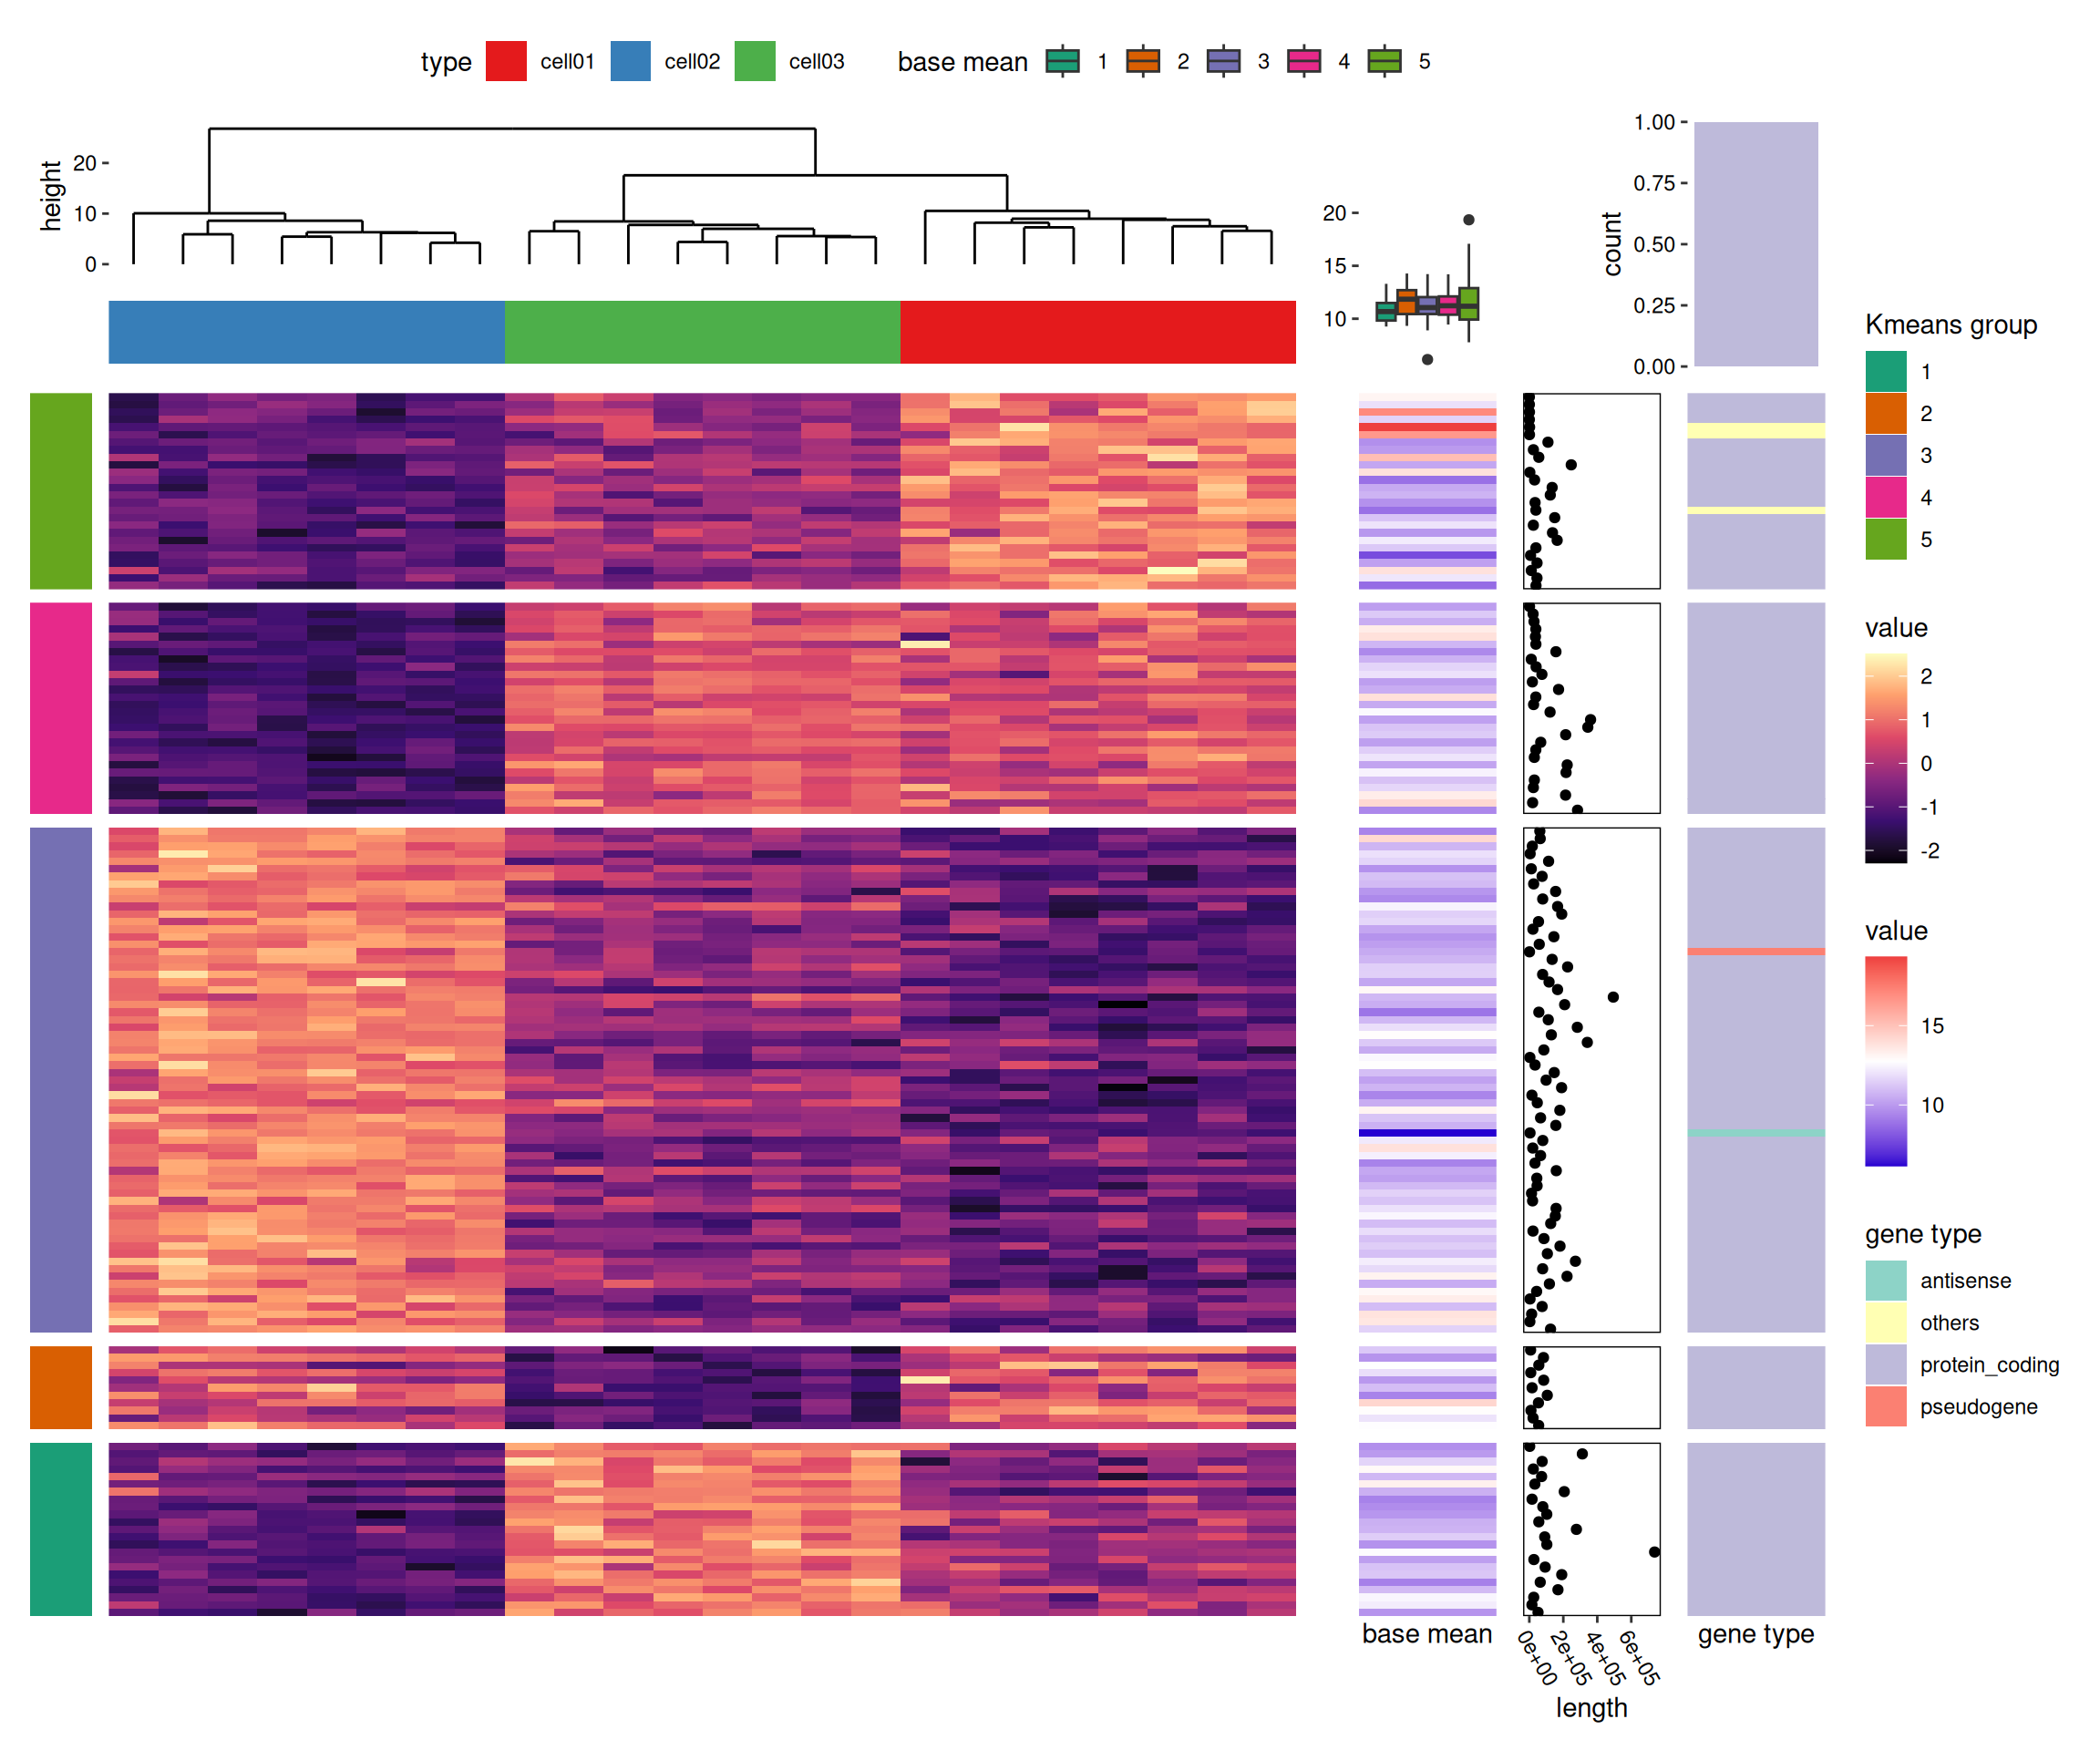 type cell01 cell02 cell03 base mean 1 2 3 4 5
height
20
10
0
20
15
10
count
1.00
0.75
0.50
0.25
0.00
Kmeans group
1
2
3
4
5
value
2
1
0
-1
-2
value
15
10
gene type
antisense
others
protein_coding
pseudogene
base mean
0e+00 2e+05 4e+05 6e+05
length
gene type